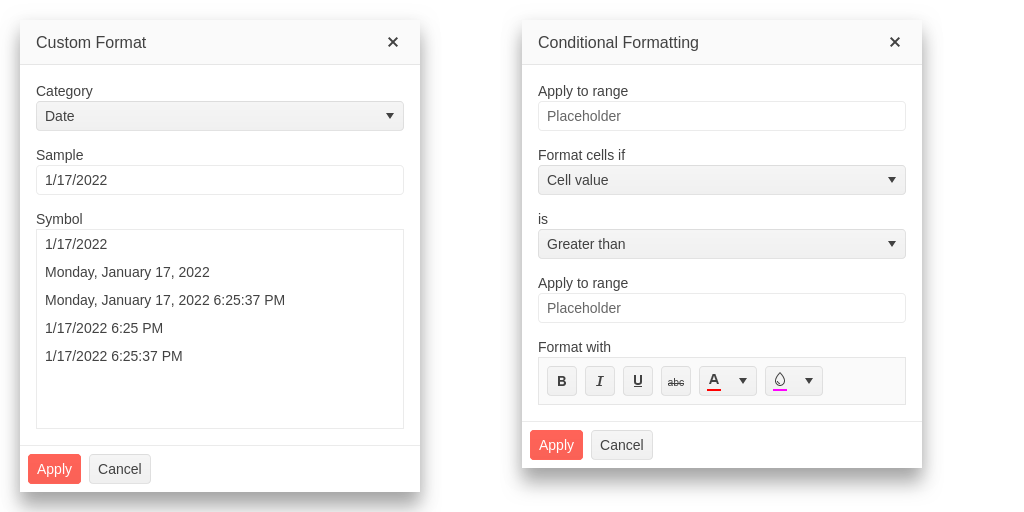 Custom Format
Category
Date
Sample
1/17/2022
Symbol
1/17/2022
Monday, January 17, 2022
Monday, January 17, 2022 6:25:37 PM
1/17/2022 6:25 PM
1/17/2022 6:25:37 PM
Apply Cancel
Conditional Formatting
Apply to range
Placeholder
Format cells if
Cell value
is
Greater than
Apply to range
Placeholder
Format with
B I U abc A
Apply Cancel